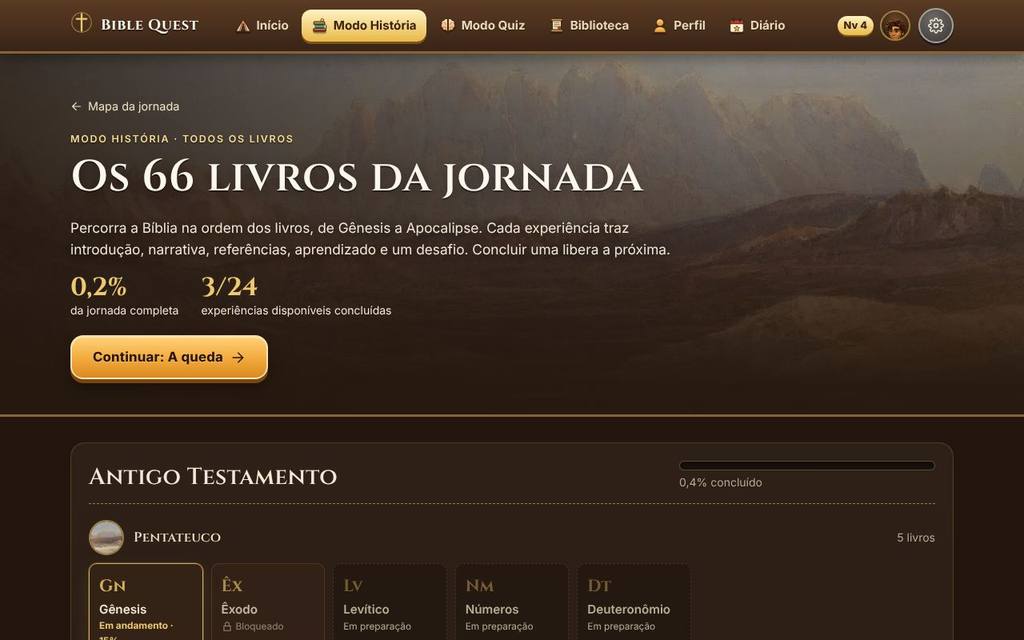 Bible Quest
Início
Modo História
Modo Quiz
Biblioteca
Perfil
Diário
Nv 4
← Mapa da jornada
MODO HISTÓRIA · TODOS OS LIVROS
Os 66 livros da jornada
Percorra a Bíblia na ordem dos livros, de Gênesis a Apocalipse. Cada experiência traz
introdução, narrativa, referências, aprendizado e um desafio. Concluir uma libera a próxima.
0,2%
da jornada completa
3/24
experiências disponíveis concluídas
Continuar: A queda →
Antigo Testamento
0,4% concluído
Pentateuco
5 livros
Gn
Gênesis
Em andamento ·
15%
Êx
Êxodo
Bloqueado
Lv
Levítico
Em preparação
Nm
Números
Em preparação
Dt
Deuteronômio
Em preparação